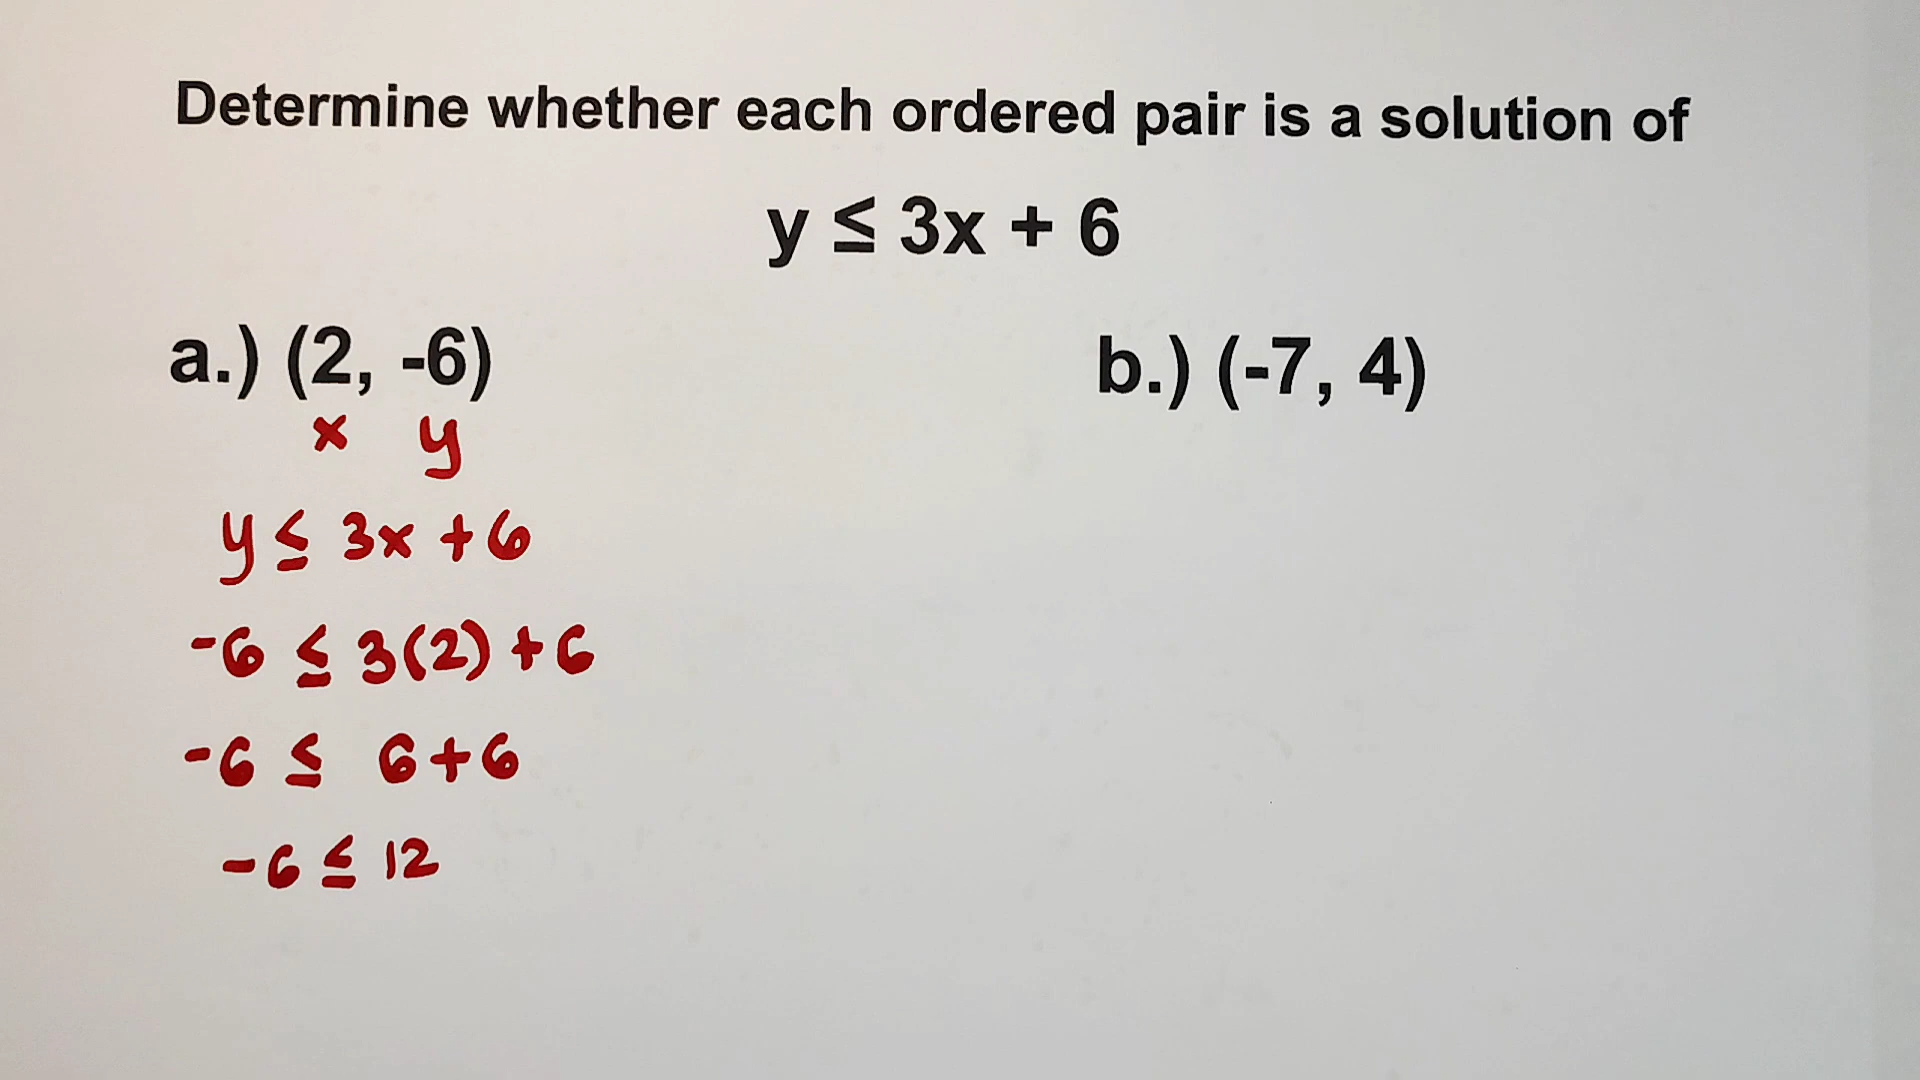 Determine whether each ordered pair is a solution of
y ≤ 3x + 6
a.) (2, -6)
x y
y ≤ 3x + 6
-6 ≤ 3(2) + 6
-6 ≤ 6+6
-6 ≤ 12
b.) (-7, 4)